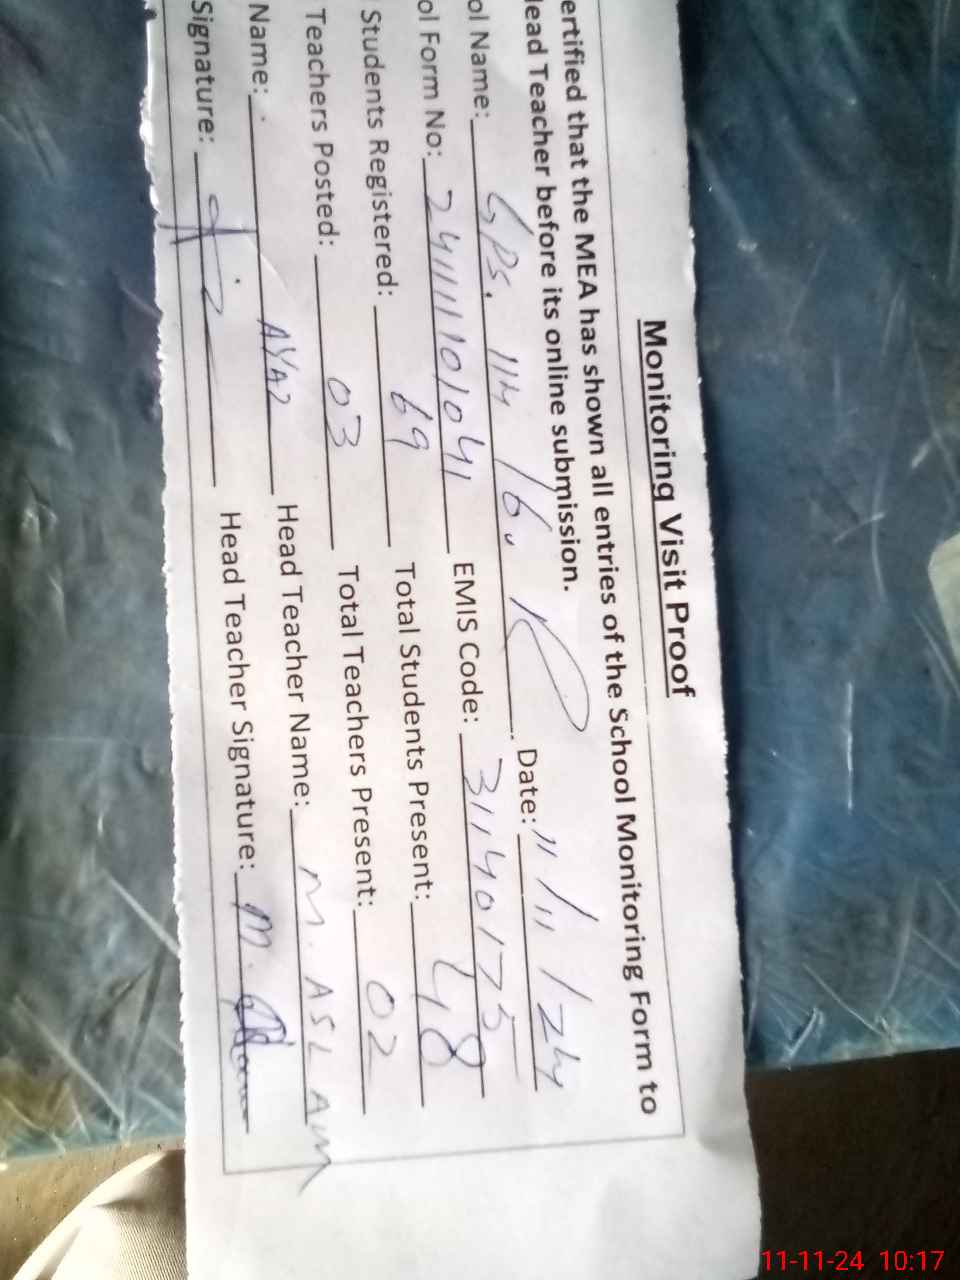 Monitoring Visit Proof
ertified that the MEA has shown all entries of the School Monitoring Form to
lead Teacher before its online submission.
ol Name: GPS. 114 /6. R Date: 11/11/24
ol Form No: 24111101041 EMIS Code: 31140173
Students Registered: 69 Total Students Present: 48
Teachers Posted: 03 Total Teachers Present: 02
Name: AYAZ Head Teacher Name: M. ASLAM
Signature: Head Teacher Signature: M.
11-11-24 10:17